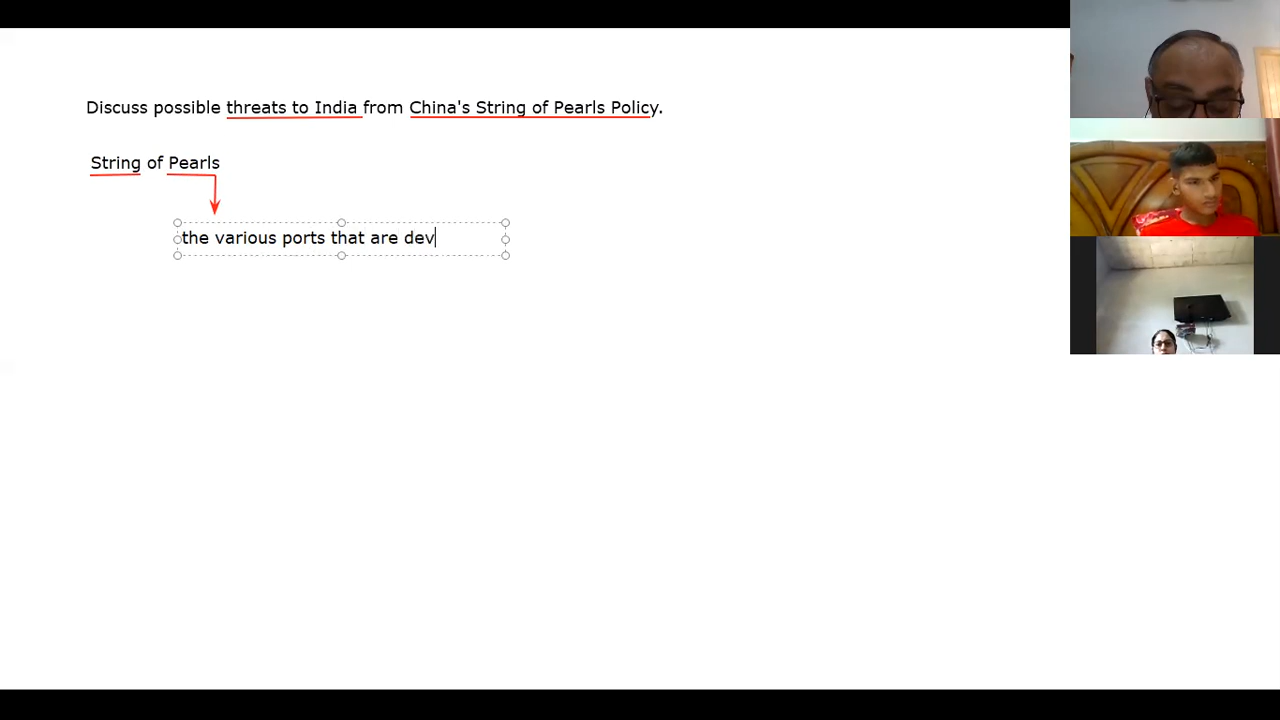 Discuss possible threats to India from China's String of Pearls Policy.
String of Pearls
the various ports that are dev